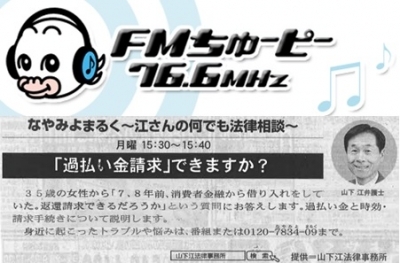 FMちゅーピー
76.6MHz
なやみよまるく～江さんの何でも法律相談～
月曜 15:30～15:40
「過払い金請求」できますか？
35歳の女性から「7、8年前、消費者金融から借り入れをして
いた。返還請求できるだろうか」という質問にお答えします。過払い金と時効・
請求手続きについて説明します。
身近に起こったトラブルや悩みは、番組または0120-7834-09まで。
山下 江弁護士
山下江法律事務所 検索
提供＝山下江法律事務所